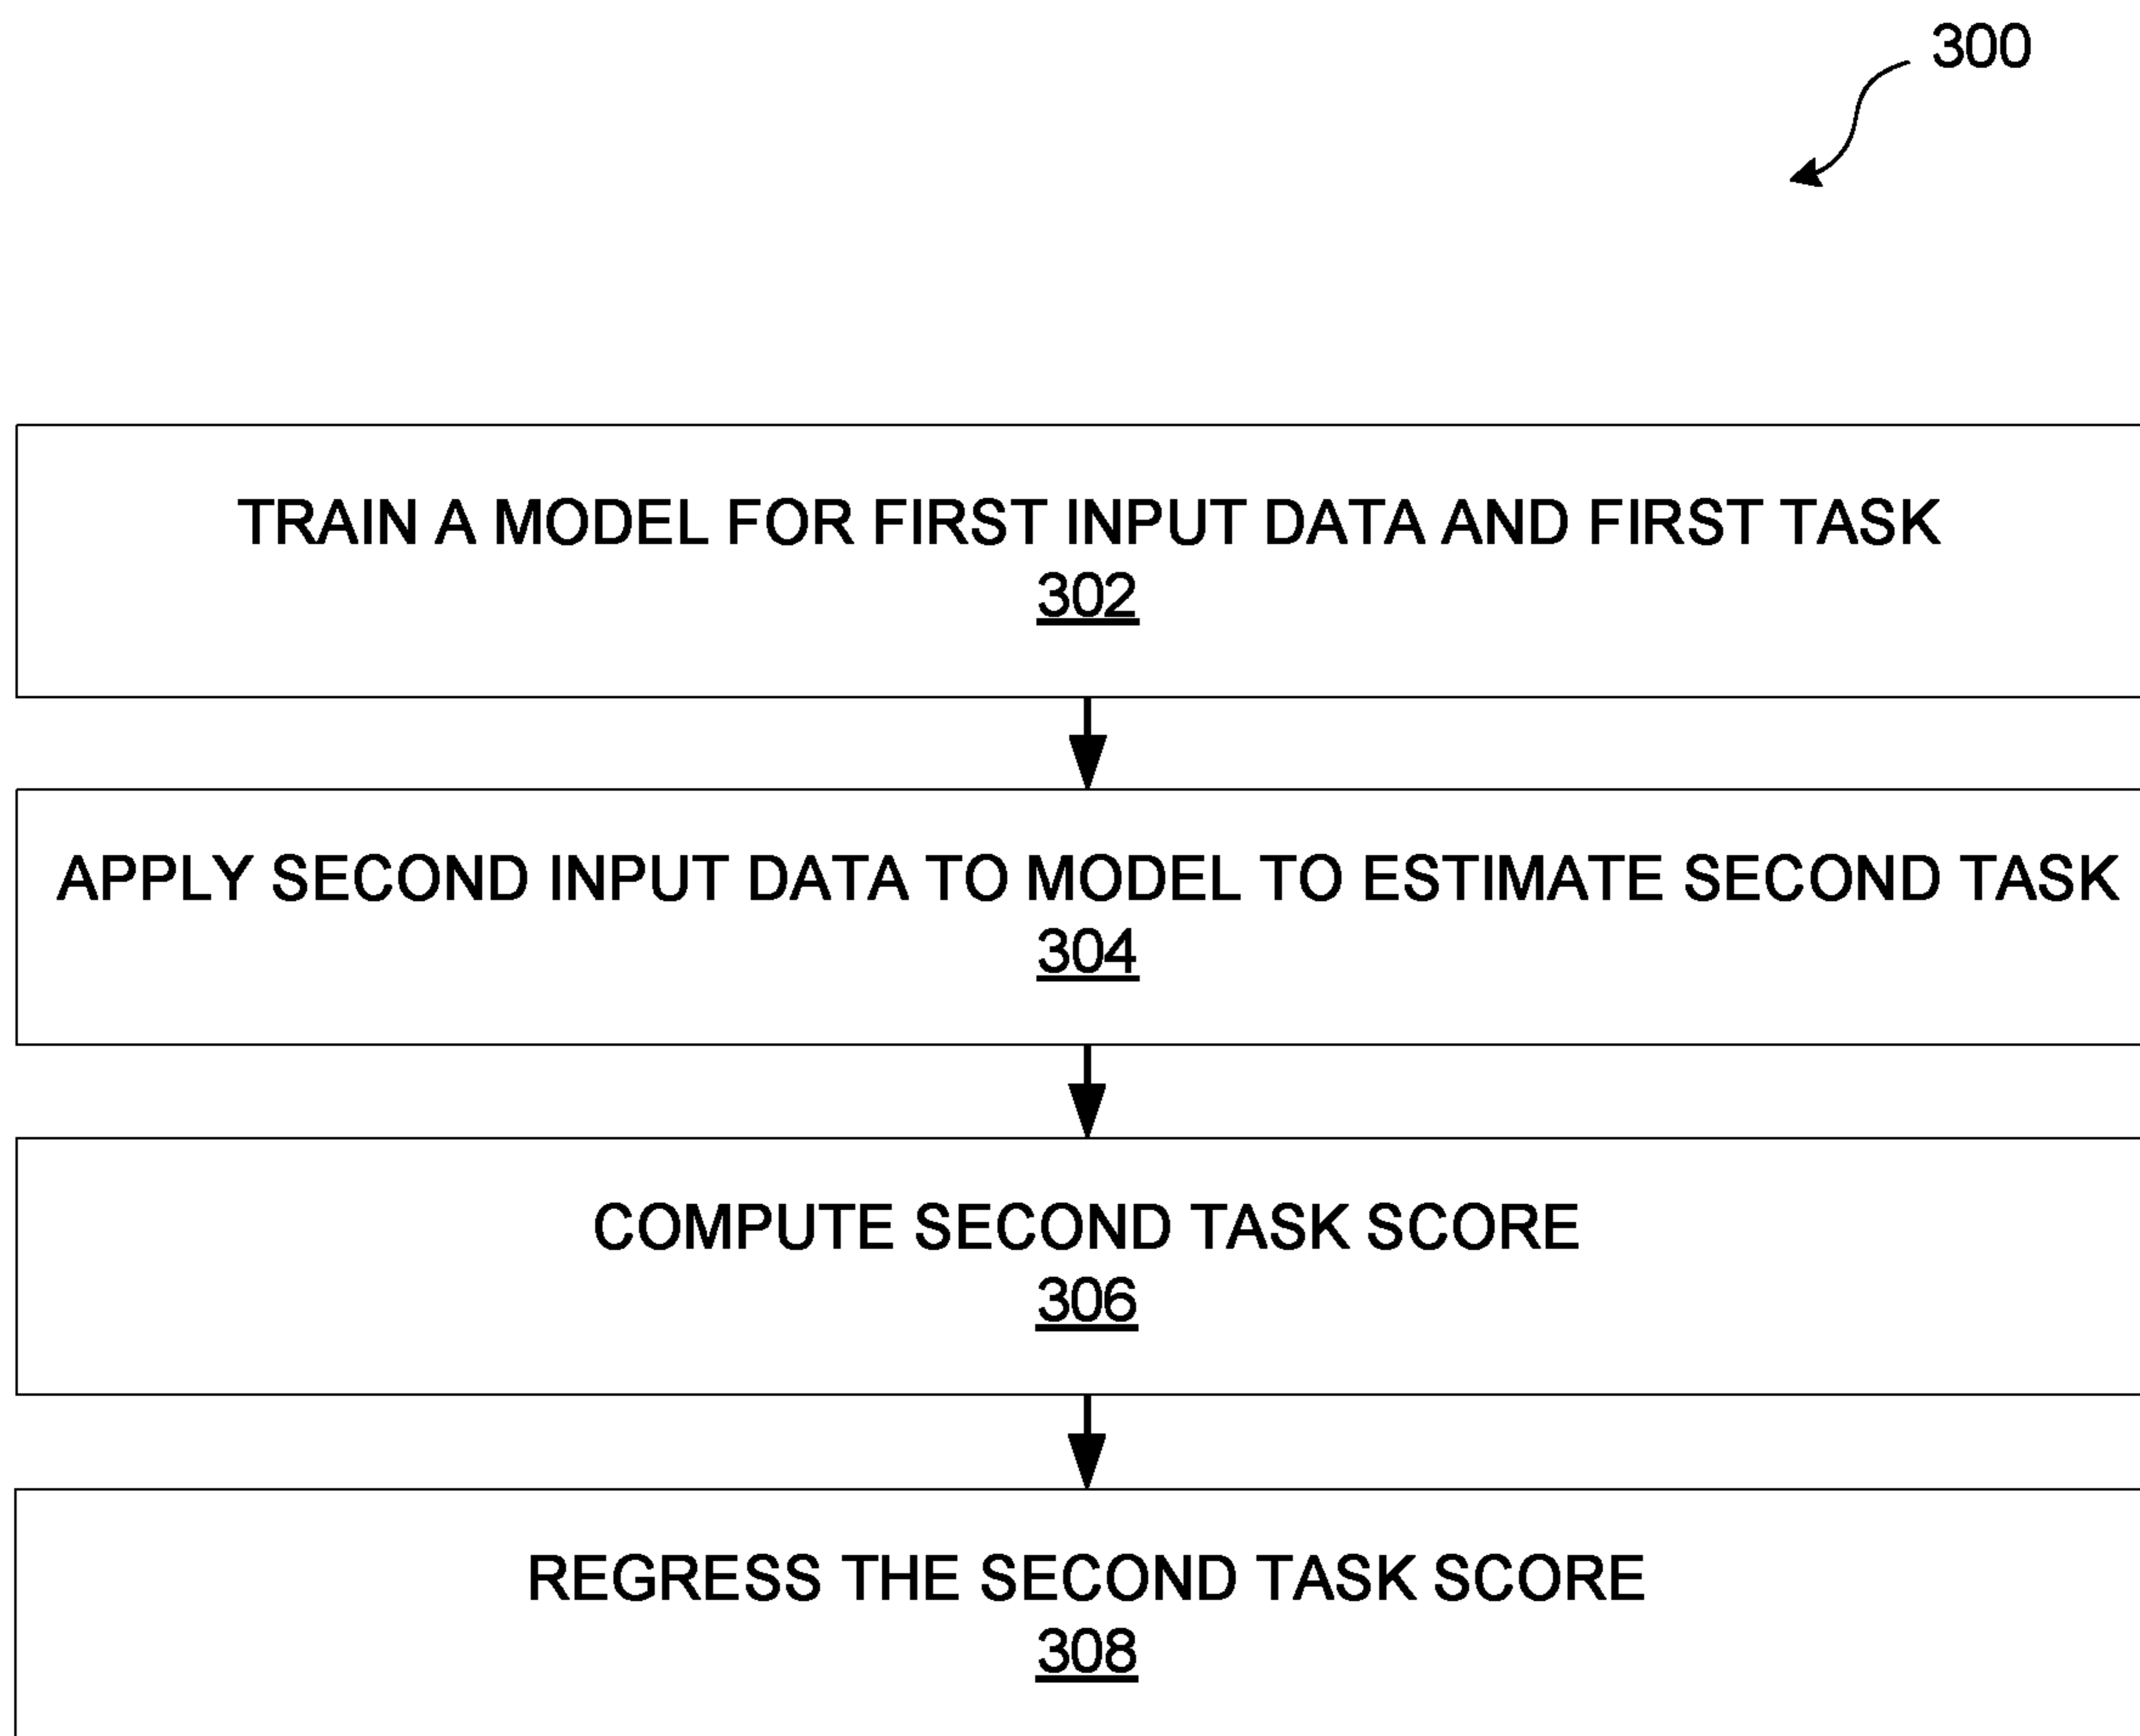 300
TRAIN A MODEL FOR FIRST INPUT DATA AND FIRST TASK
302
APPLY SECOND INPUT DATA TO MODEL TO ESTIMATE SECOND TASK
304
COMPUTE SECOND TASK SCORE
306
REGRESS THE SECOND TASK SCORE
308